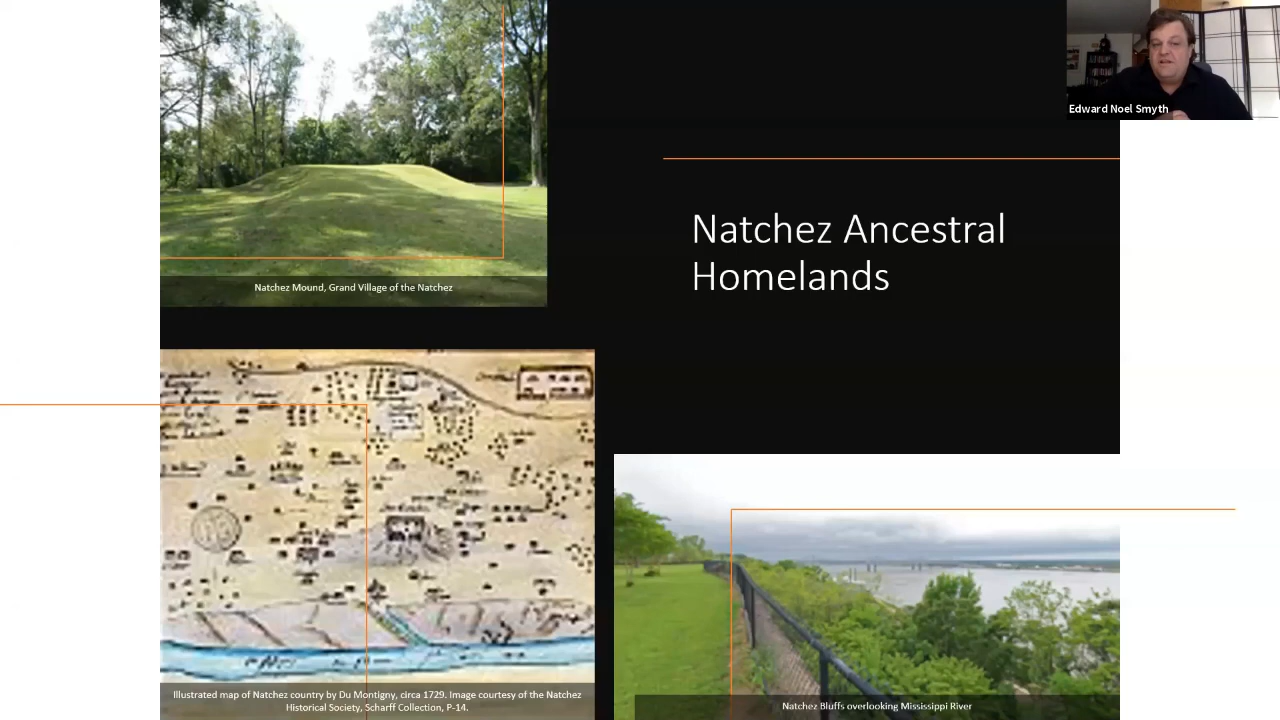 Edward Noel Smyth
Natchez Ancestral
Homelands
Natchez Mound, Grand Village of the Natchez
Illustrated map of Natchez country by Du Montigny, circa 1729. Image courtesy of the Natchez
Historical Society, Scharff Collection, P-14.
Natchez Bluffs overlooking Mississippi River